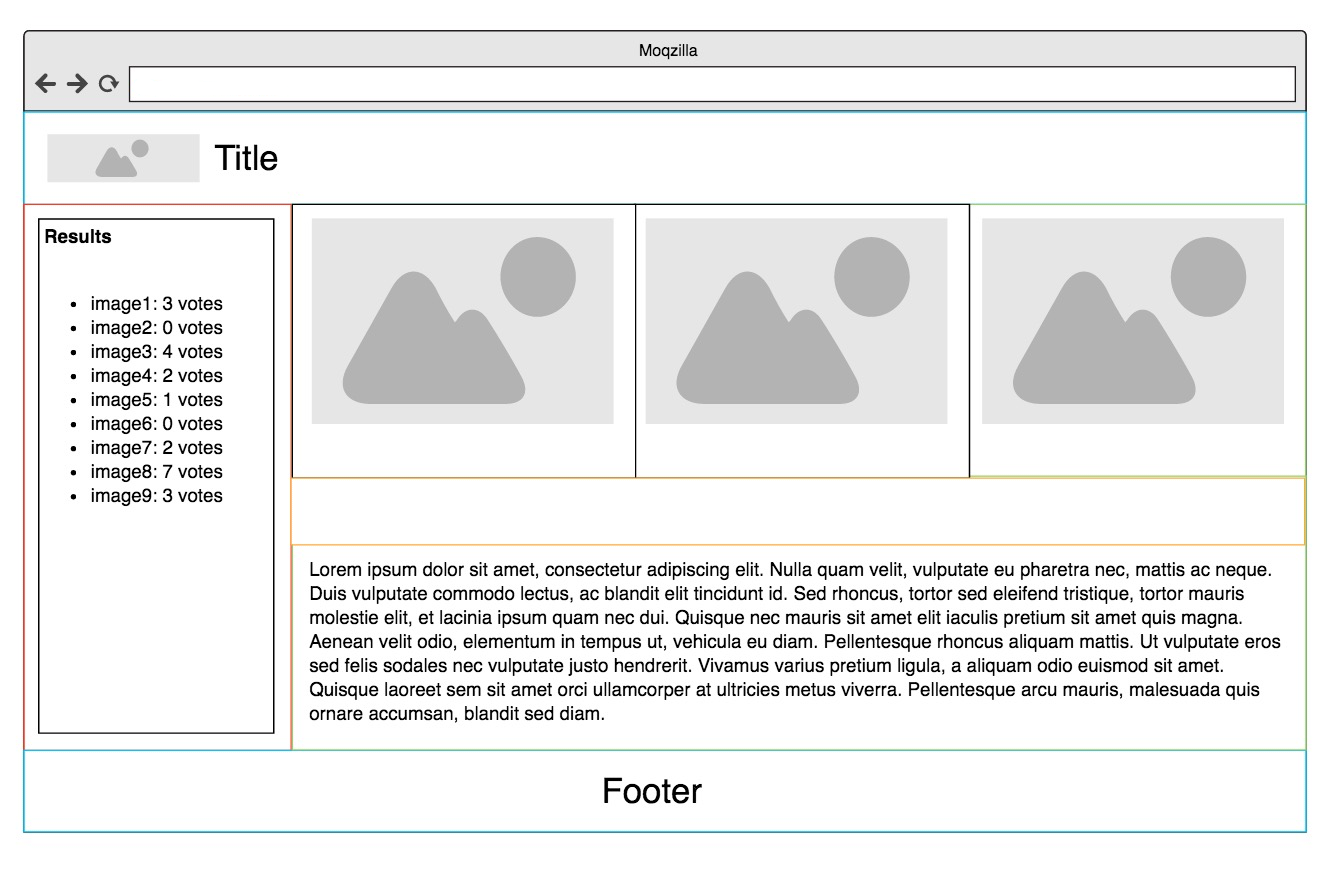 Moqzilla
Title
Results
• image1: 3 votes
• image2: 0 votes
• image3: 4 votes
• image4: 2 votes
• image5: 1 votes
• image6: 0 votes
• image7: 2 votes
• image8: 7 votes
• image9: 3 votes
Lorem ipsum dolor sit amet, consectetur adipiscing elit. Nulla quam velit, vulputate eu pharetra nec, mattis ac neque.
Duis vulputate commodo lectus, ac blandit elit tincidunt id. Sed rhoncus, tortor sed eleifend tristique, tortor mauris
molestie elit, et lacinia ipsum quam nec dui. Quisque nec mauris sit amet elit iaculis pretium sit amet quis magna.
Aenean velit odio, elementum in tempus ut, vehicula eu diam. Pellentesque rhoncus aliquam mattis. Ut vulputate eros
sed felis sodales nec vulputate justo hendrerit. Vivamus varius pretium ligula, a aliquam odio euismod sit amet.
Quisque laoreet sem sit amet orci ullamcorper at ultricies metus viverra. Pellentesque arcu mauris, malesuada quis
ornare accumsan, blandit sed diam.
Footer